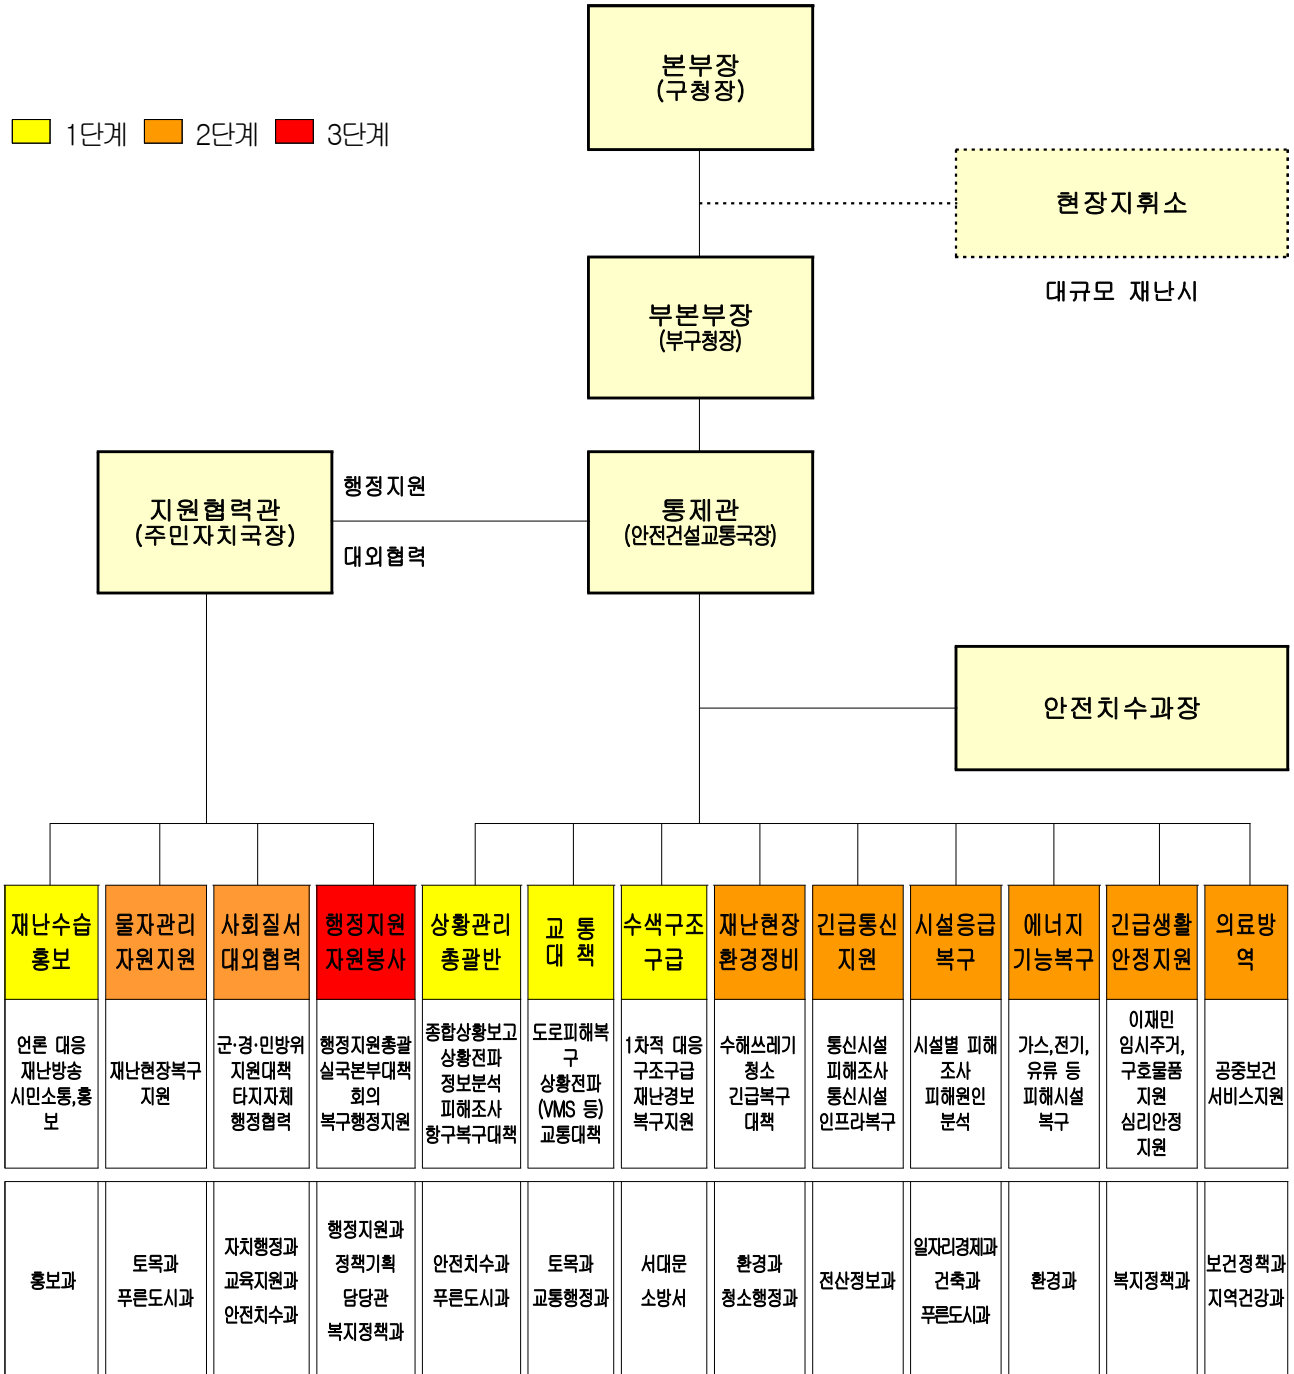 본부장
(구청장)
1단계
2단계
3단계
현장지휘소
대규모 재난시
부본부장
(부구청장)
지원협력관
(주민자치국장)
행정지원
대외협력
통제관
(안전건설교통국장)
안전치수과장
재난수습
홍보
물자관리
자원지원
사회질서
대외협력
행정지원
자원봉사
상황관리
총괄반
교 통
대 책
수색구조
구급
재난현장
환경정비
긴급통신
지원
시설응급
복구
에너지
기능복구
긴급생활
안정지원
의료방
역
언론 대응
재난방송
시민소통,홍
보
재난현장복구
지원
군·경·민방위
지원대책
타지자체
행정협력
행정지원총괄
실국본부대책
회의
복구행정지원
종합상황보고
상황전파
정보분석
피해조사
항구복구대책
도로피해복
구
상황전파
(VMS 등)
교통대책
1차적 대응
구조구급
재난경보
복구지원
수해쓰레기
청소
긴급복구
대책
통신시설
피해조사
통신시설
인프라복구
시설별 피해
조사
피해원인
분석
가스,전기,
유류 등
피해시설
복구
이재민
임시주거,
구호물품
지원
심리안정
지원
공중보건
서비스지원
홍보과
토목과
푸른도시과
자치행정과
교육지원과
안전치수과
행정지원과
정책기획
담당관
복지정책과
안전치수과
푸른도시과
토목과
교통행정과
서대문
소방서
환경과
청소행정과
전산정보과
일자리경제과
건축과
푸른도시과
환경과
복지정책과
보건정책과
지역건강과